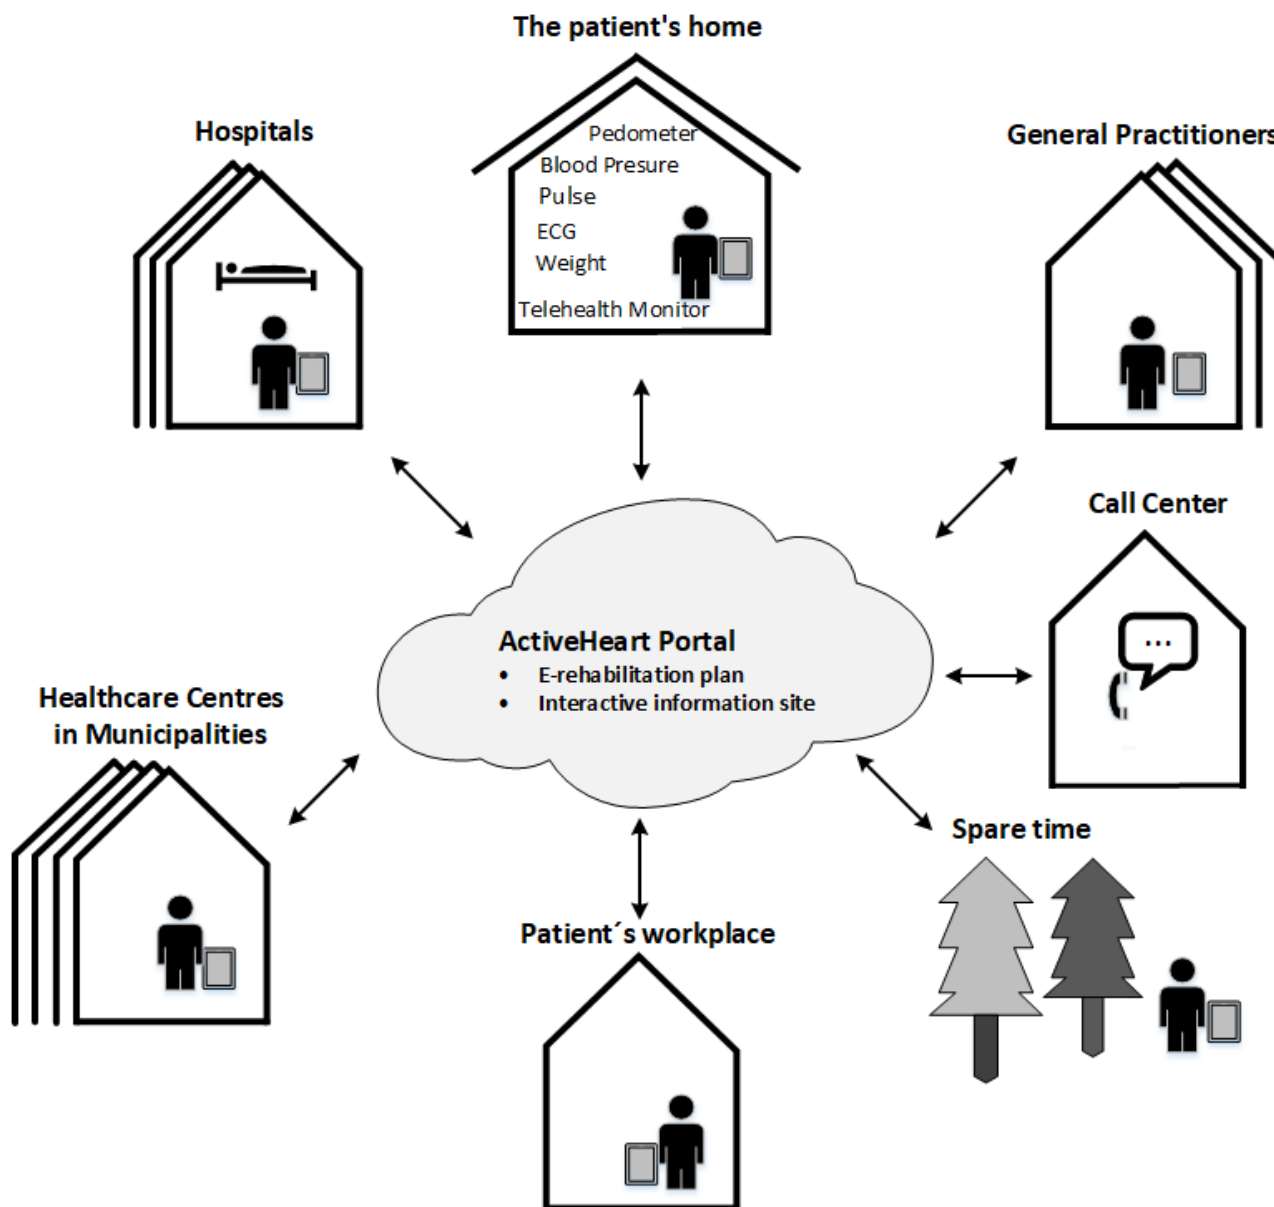 The patient's home
Hospitals
General Practitioners
Pedometer
Blood Presure
Pulse
ECG
Weight
Telehealth Monitor
Call Center
...
ActiveHeart Portal
• E-rehabilitation plan
• Interactive information site
Healthcare Centres
in Municipalities
Spare time
Patient´s workplace